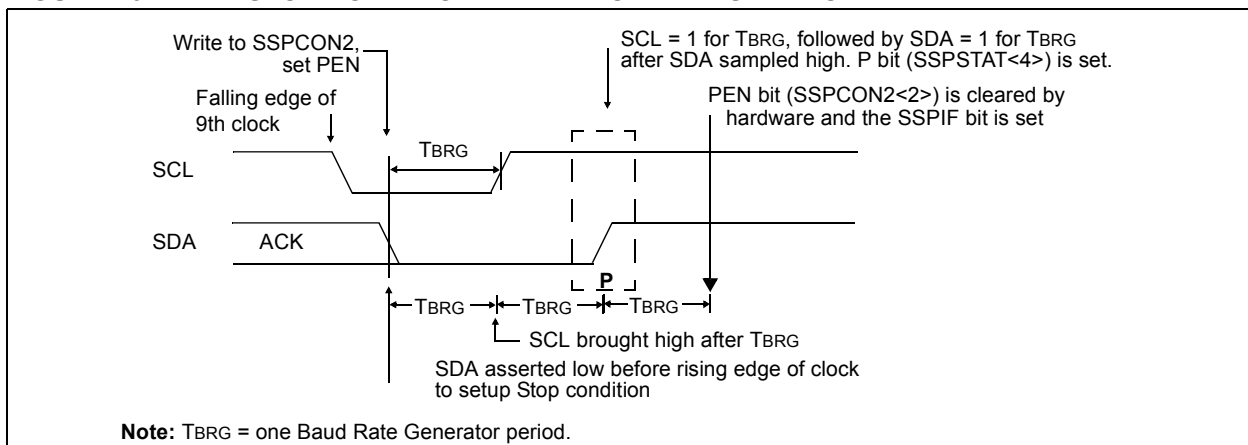 Write to SSPCON2,
set PEN
SCL = 1 for TBRG, followed by SDA = 1 for TBRG
after SDA sampled high. P bit (SSPSTAT<4>) is set.
Falling edge of
9th clock
PEN bit (SSPCON2<2>) is cleared by
hardware and the SSPIF bit is set
TBRG
SCL
SDA
ACK
P
TBRG
TBRG
TBRG
SCL brought high after TBRG
SDA asserted low before rising edge of clock
to setup Stop condition
Note: TBRG = one Baud Rate Generator period.